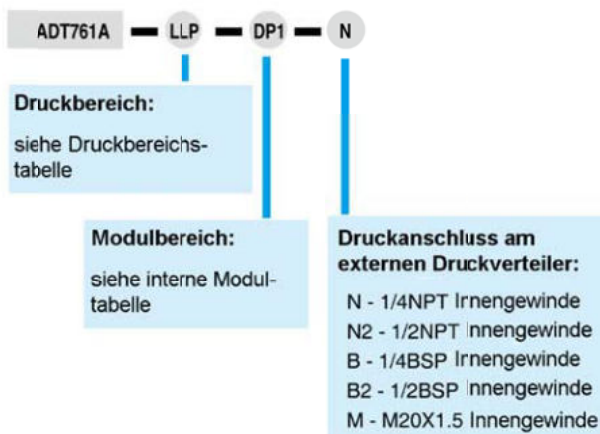 ADT761A — LLP — DP1 — N
Druckbereich:
siehe Druckbereichs-
tabelle
Modulbereich:
siehe interne Modul-
tabelle
Druckanschluss am
externen Druckverteiler:
N - 1/4NPT Innengewinde
N2 - 1/2NPT Innengewinde
B - 1/4BSP Innengewinde
B2 - 1/2BSP Innengewinde
M - M20X1.5 Innengewinde